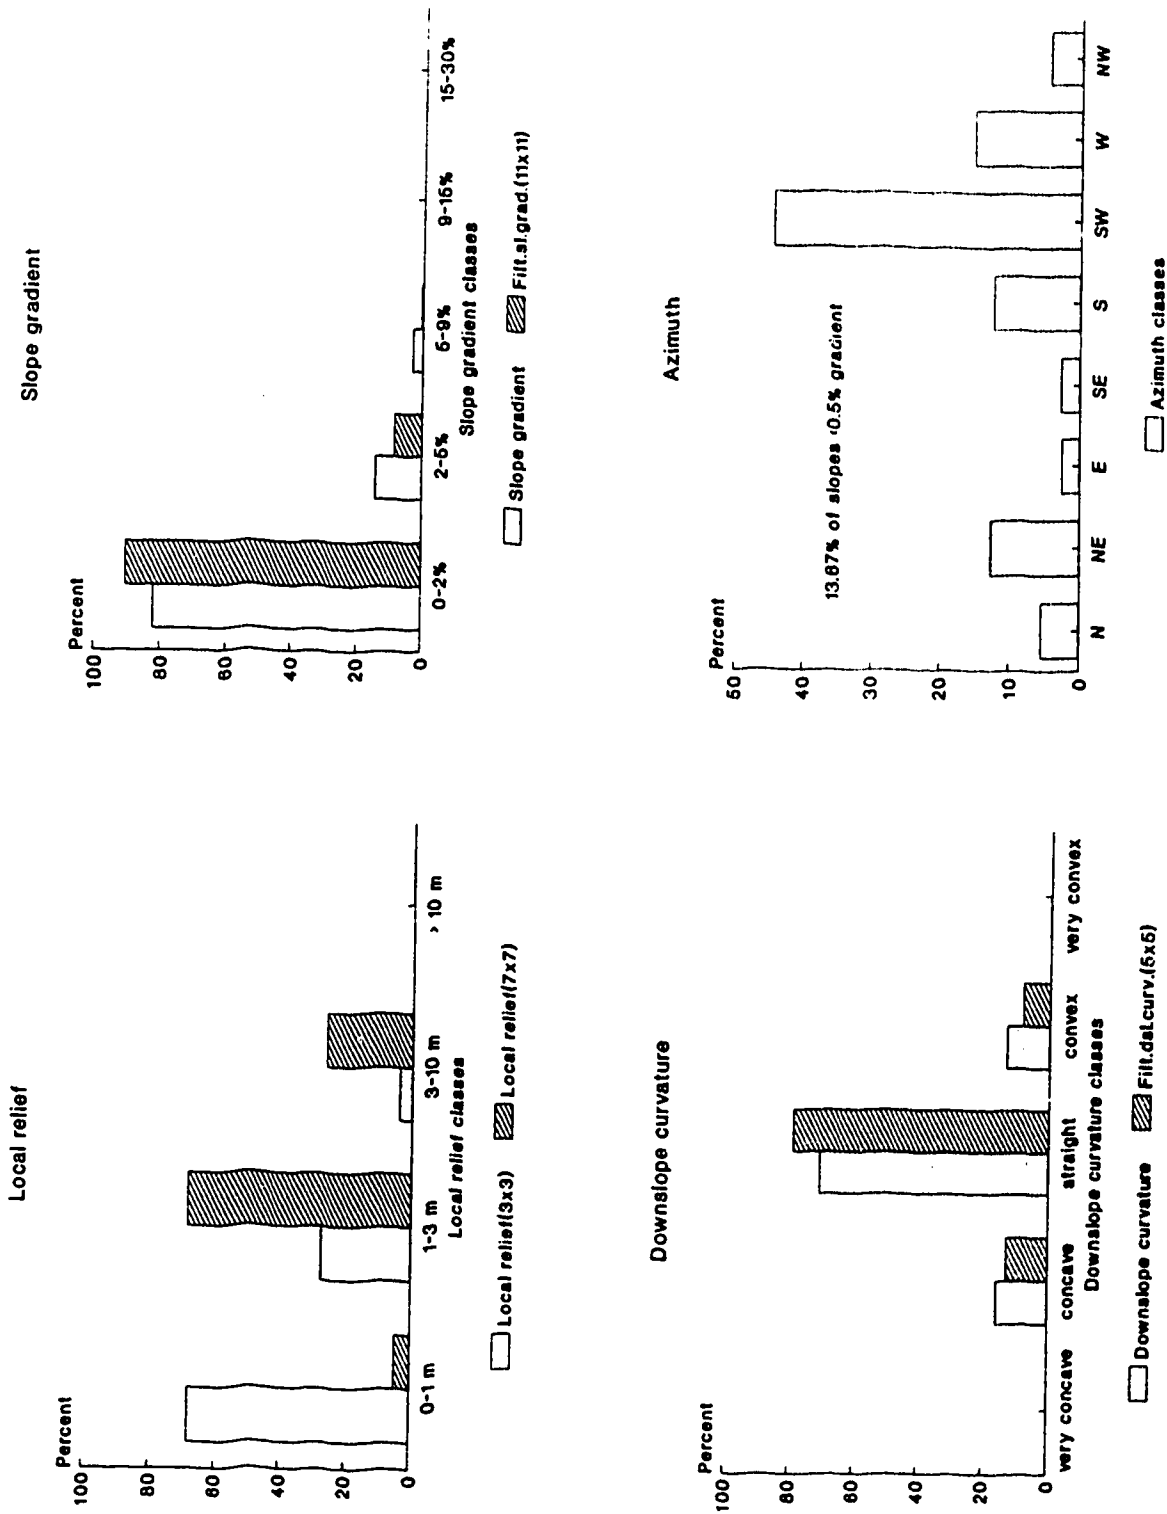 Local relief
Percent
100
80
60
40
20
0
0-1 m
1-3 m
3-10 m
>10 m
Local relief classes
Local relief(3x3)
Local relief(7x7)
Slope gradient
Percent
100
80
60
40
20
0
0-2%
2-5%
5-9%
9-15%
15-30%
Slope gradient classes
Slope gradient
Filt.sl.grad.(11x11)
Downslope curvature
Percent
100
80
60
40
20
0
very concave
concave
straight
convex
very convex
Downslope curvature classes
Downslope curvature
Filt.dsl.curv.(5x5)
Azimuth
Percent
50
40
30
20
10
0
13.67% of slopes <0.5% gradient
N
NE
E
SE
S
SW
W
NW
Azimuth classes